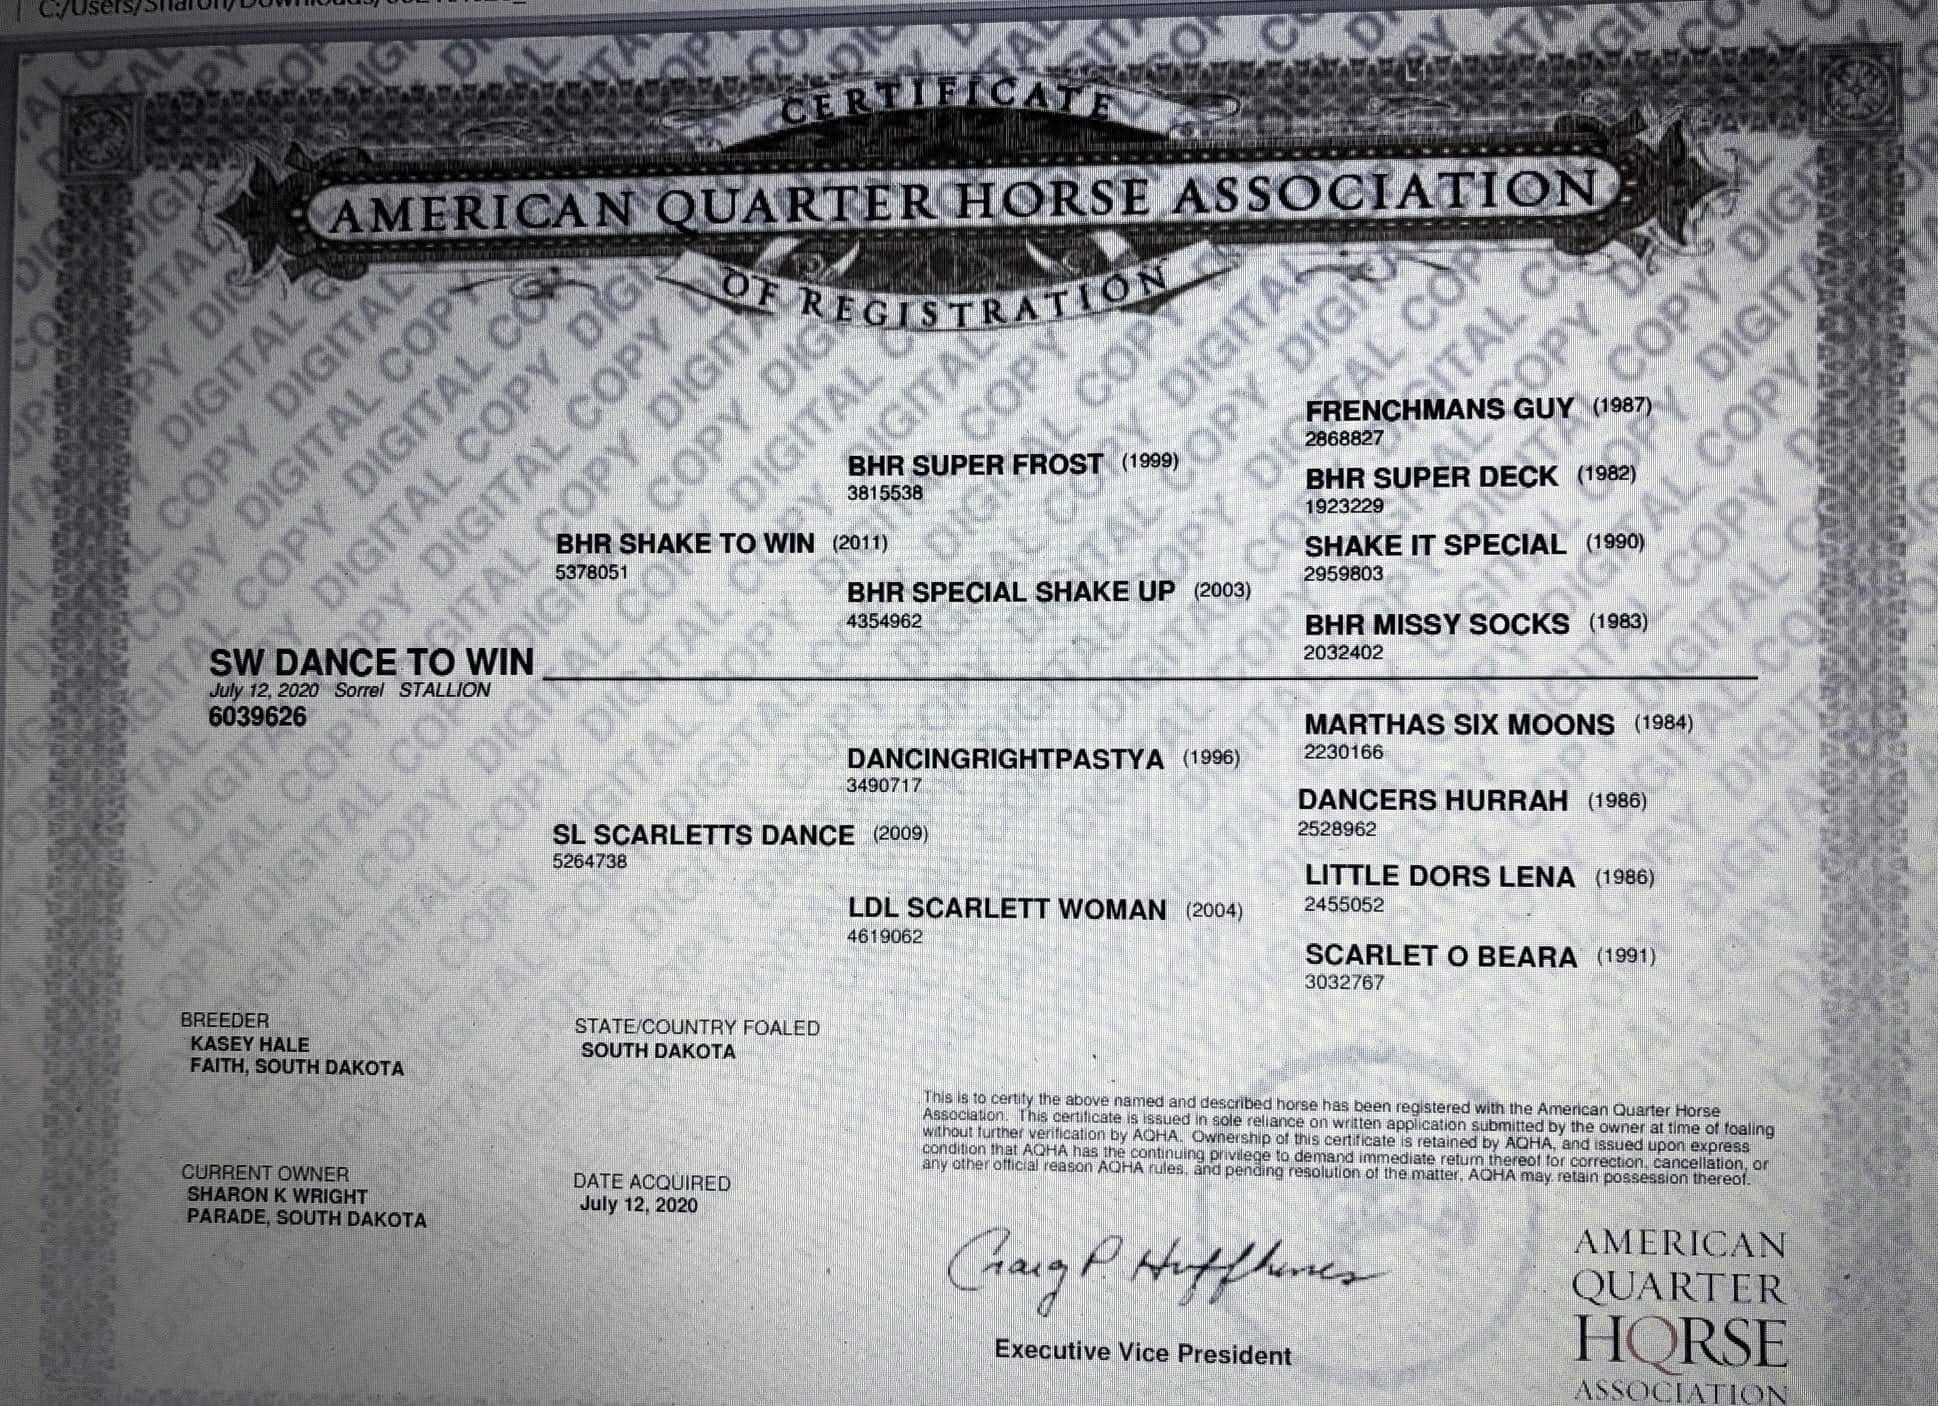 C:/Users/Sharon/Downloads/
CERTIFICATE
AMERICAN QUARTER HORSE ASSOCIATION
OF REGISTRATION
FRENCHMANS GUY (1987)
2868827
BHR SUPER FROST (1999)
3815538
BHR SUPER DECK (1982)
1923229
BHR SHAKE TO WIN (2011)
5378051
SHAKE IT SPECIAL (1990)
2959803
BHR SPECIAL SHAKE UP (2003)
4354962
BHR MISSY SOCKS (1983)
2032402
SW DANCE TO WIN
July 12, 2020 Sorrel STALLION
6039626
MARTHAS SIX MOONS (1984)
2230166
DANCINGRIGHTPASTYA (1996)
3490717
DANCERS HURRAH (1986)
2528962
SL SCARLETTS DANCE (2009)
5264738
LITTLE DORS LENA (1986)
2455052
LDL SCARLETT WOMAN (2004)
4619062
SCARLET O BEARA (1991)
3032767
BREEDER
KASEY HALE
FAITH, SOUTH DAKOTA
STATE/COUNTRY FOALED
SOUTH DAKOTA
This is to certify the above named and described horse has been registered with the American Quarter Horse
Association. This certificate is issued in sole reliance on written application submitted by the owner at time of foaling
without further verification by AQHA. Ownership of this certificate is retained by AQHA, and issued upon express
condition that AQHA has the continuing privilege to demand immediate return thereof for correction, cancellation, or
any other official reason AQHA rules, and pending resolution of the matter, AQHA may retain possession thereof.
CURRENT OWNER
SHARON K WRIGHT
PARADE, SOUTH DAKOTA
DATE ACQUIRED
July 12, 2020
Craig P. Huffhines
Executive Vice President
AMERICAN
QUARTER
HORSE
ASSOCIATION
DIGITAL COPY